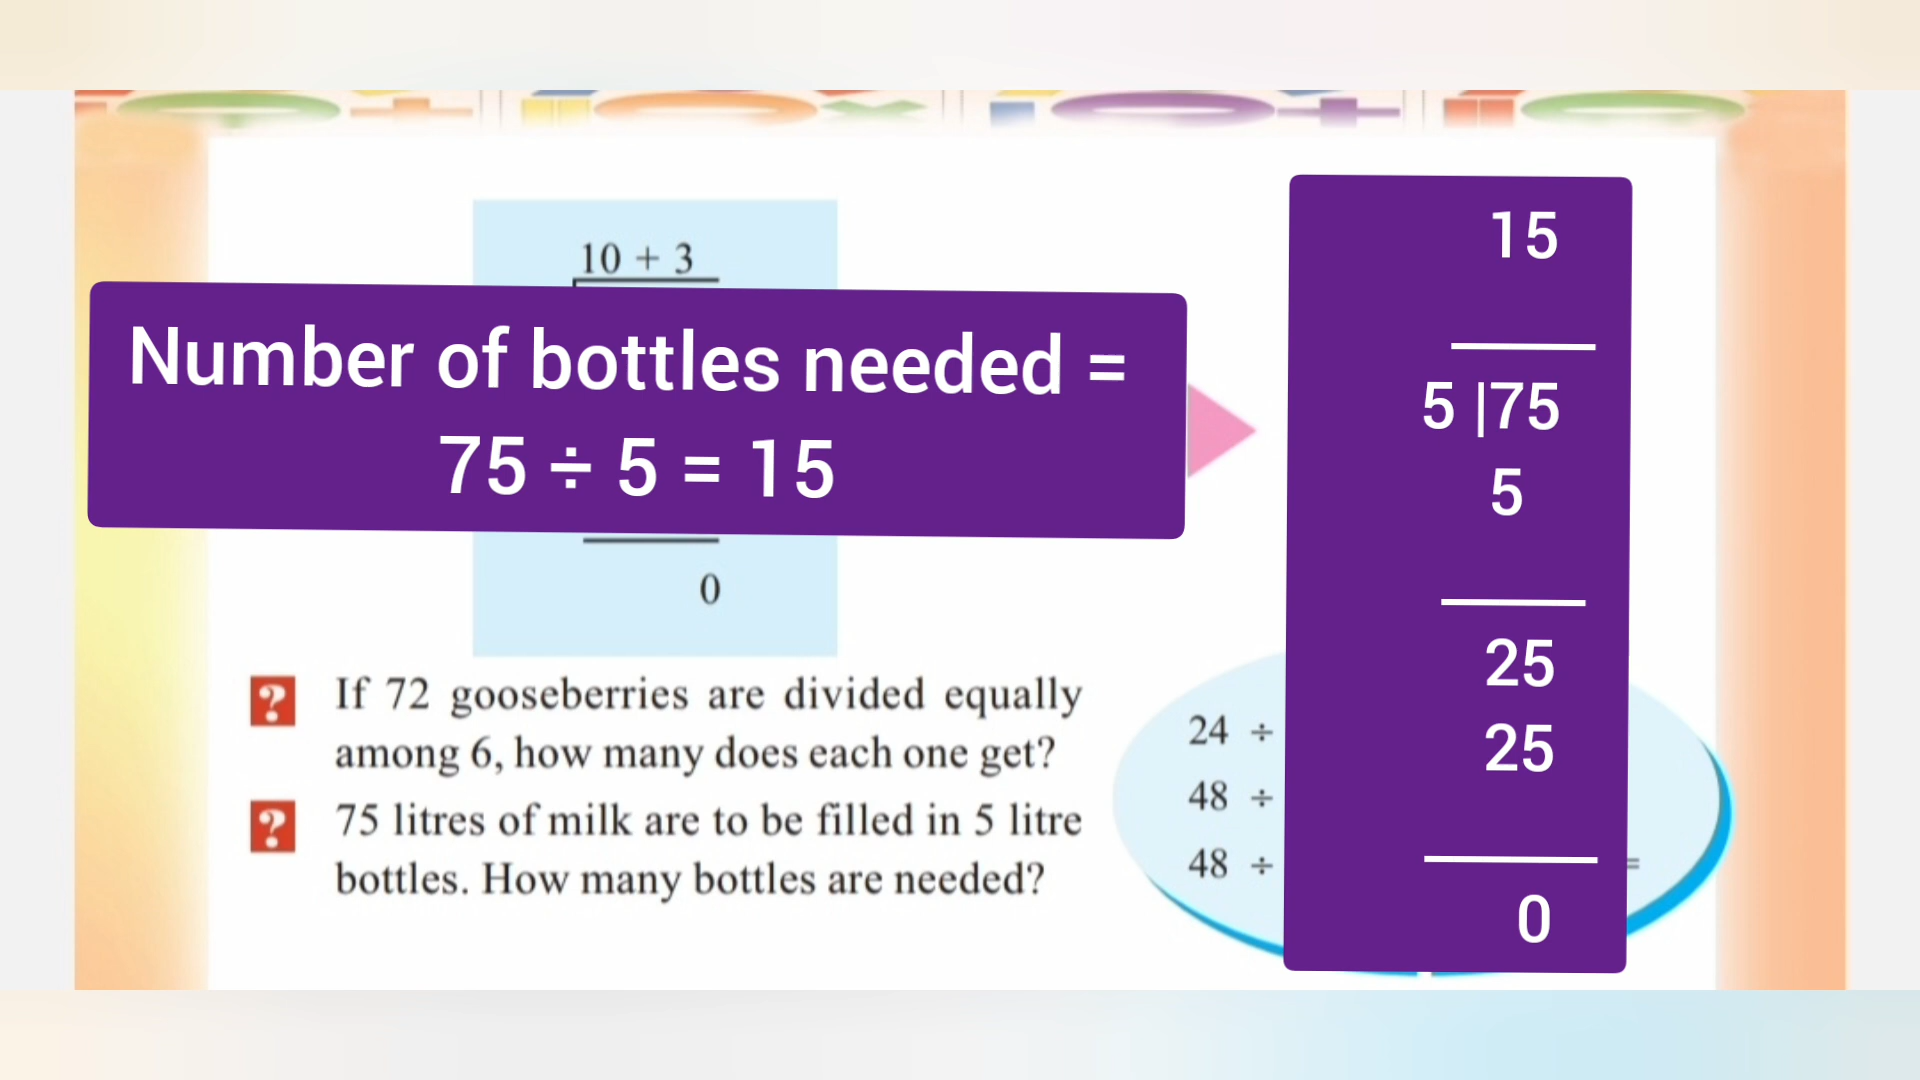 10 + 3
Number of bottles needed =
75 ÷ 5 = 15
0
? If 72 gooseberries are divided equally
among 6, how many does each one get?
? 75 litres of milk are to be filled in 5 litre
bottles. How many bottles are needed?
15
5 |75
5
25
25
0
24 ÷
48 ÷
48 ÷
=